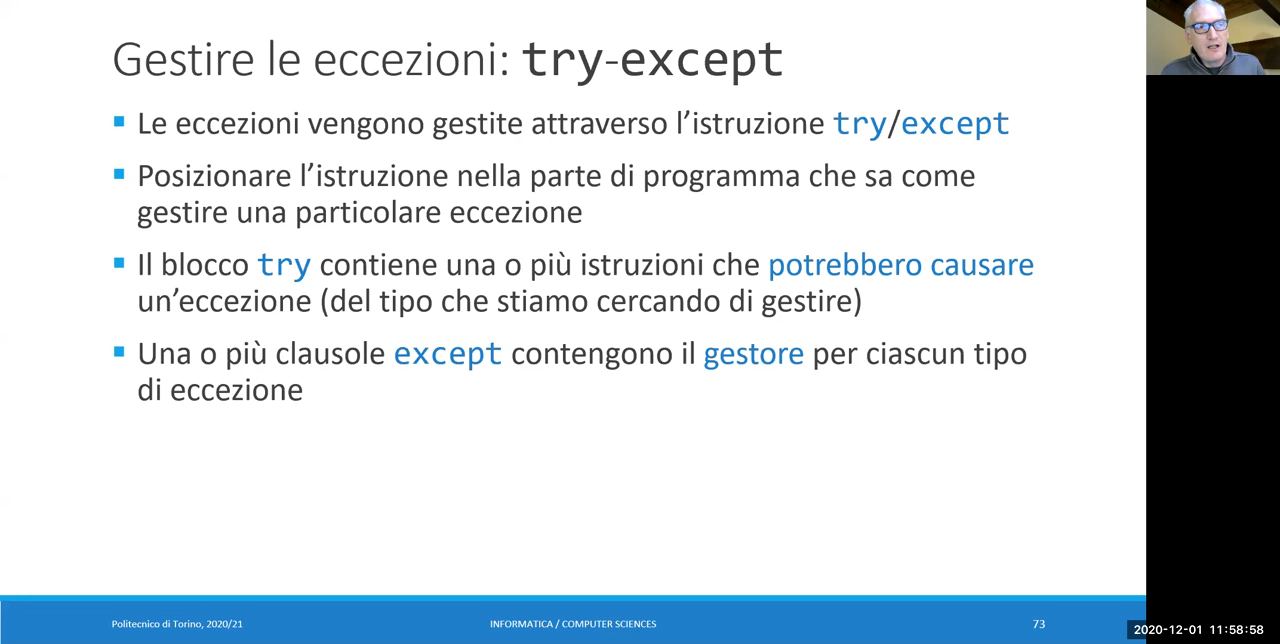 Gestire le eccezioni: try-except
▪ Le eccezioni vengono gestite attraverso l’istruzione try/except
▪ Posizionare l’istruzione nella parte di programma che sa come
gestire una particolare eccezione
▪ Il blocco try contiene una o più istruzioni che potrebbero causare
un’eccezione (del tipo che stiamo cercando di gestire)
▪ Una o più clausole except contengono il gestore per ciascun tipo
di eccezione
Politecnico di Torino, 2020/21
INFORMATICA / COMPUTER SCIENCES
73
2020-12-01 11:58:58